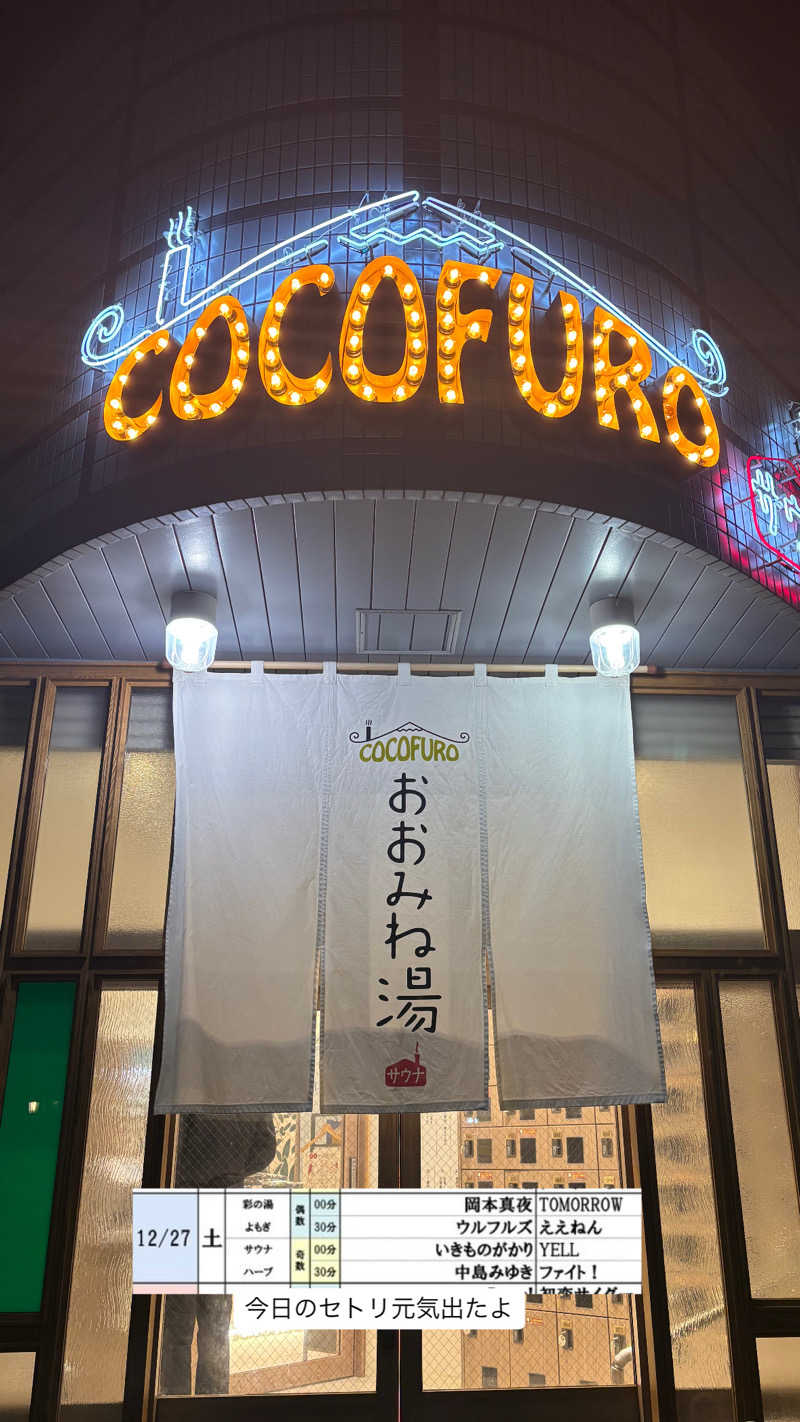 COCOFURO
サ
COCOFURO
おおみね湯
サウナ
12/27 土
彩の湯 偶数 00分 岡本真夜 TOMORROW
よもぎ 30分 ウルフルズ ええねん
サウナ 奇数 00分 いきものがかり YELL
ハーブ 30分 中島みゆき ファイト!
今日のセトリ元気出たよ